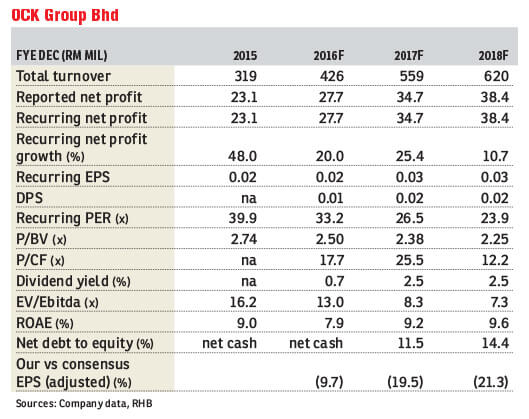 OCK Group Bhd
FYE DEC (RM MIL) 2015 2016F 2017F 2018F
Total turnover 319 426 559 620
Reported net profit 23.1 27.7 34.7 38.4
Recurring net profit 23.1 27.7 34.7 38.4
Recurring net profit
growth (%) 48.0 20.0 25.4 10.7
Recurring EPS 0.02 0.02 0.03 0.03
DPS na 0.01 0.02 0.02
Recurring PER (x) 39.9 33.2 26.5 23.9
P/BV (x) 2.74 2.50 2.38 2.25
P/CF (x) na 17.7 25.5 12.2
Dividend yield (%) na 0.7 2.5 2.5
EV/Ebitda (x) 16.2 13.0 8.3 7.3
ROAE (%) 9.0 7.9 9.2 9.6
Net debt to equity (%) net cash net cash 11.5 14.4
Our vs consensus
EPS (adjusted) (%) (9.7) (19.5) (21.3)
Sources: Company data, RHB